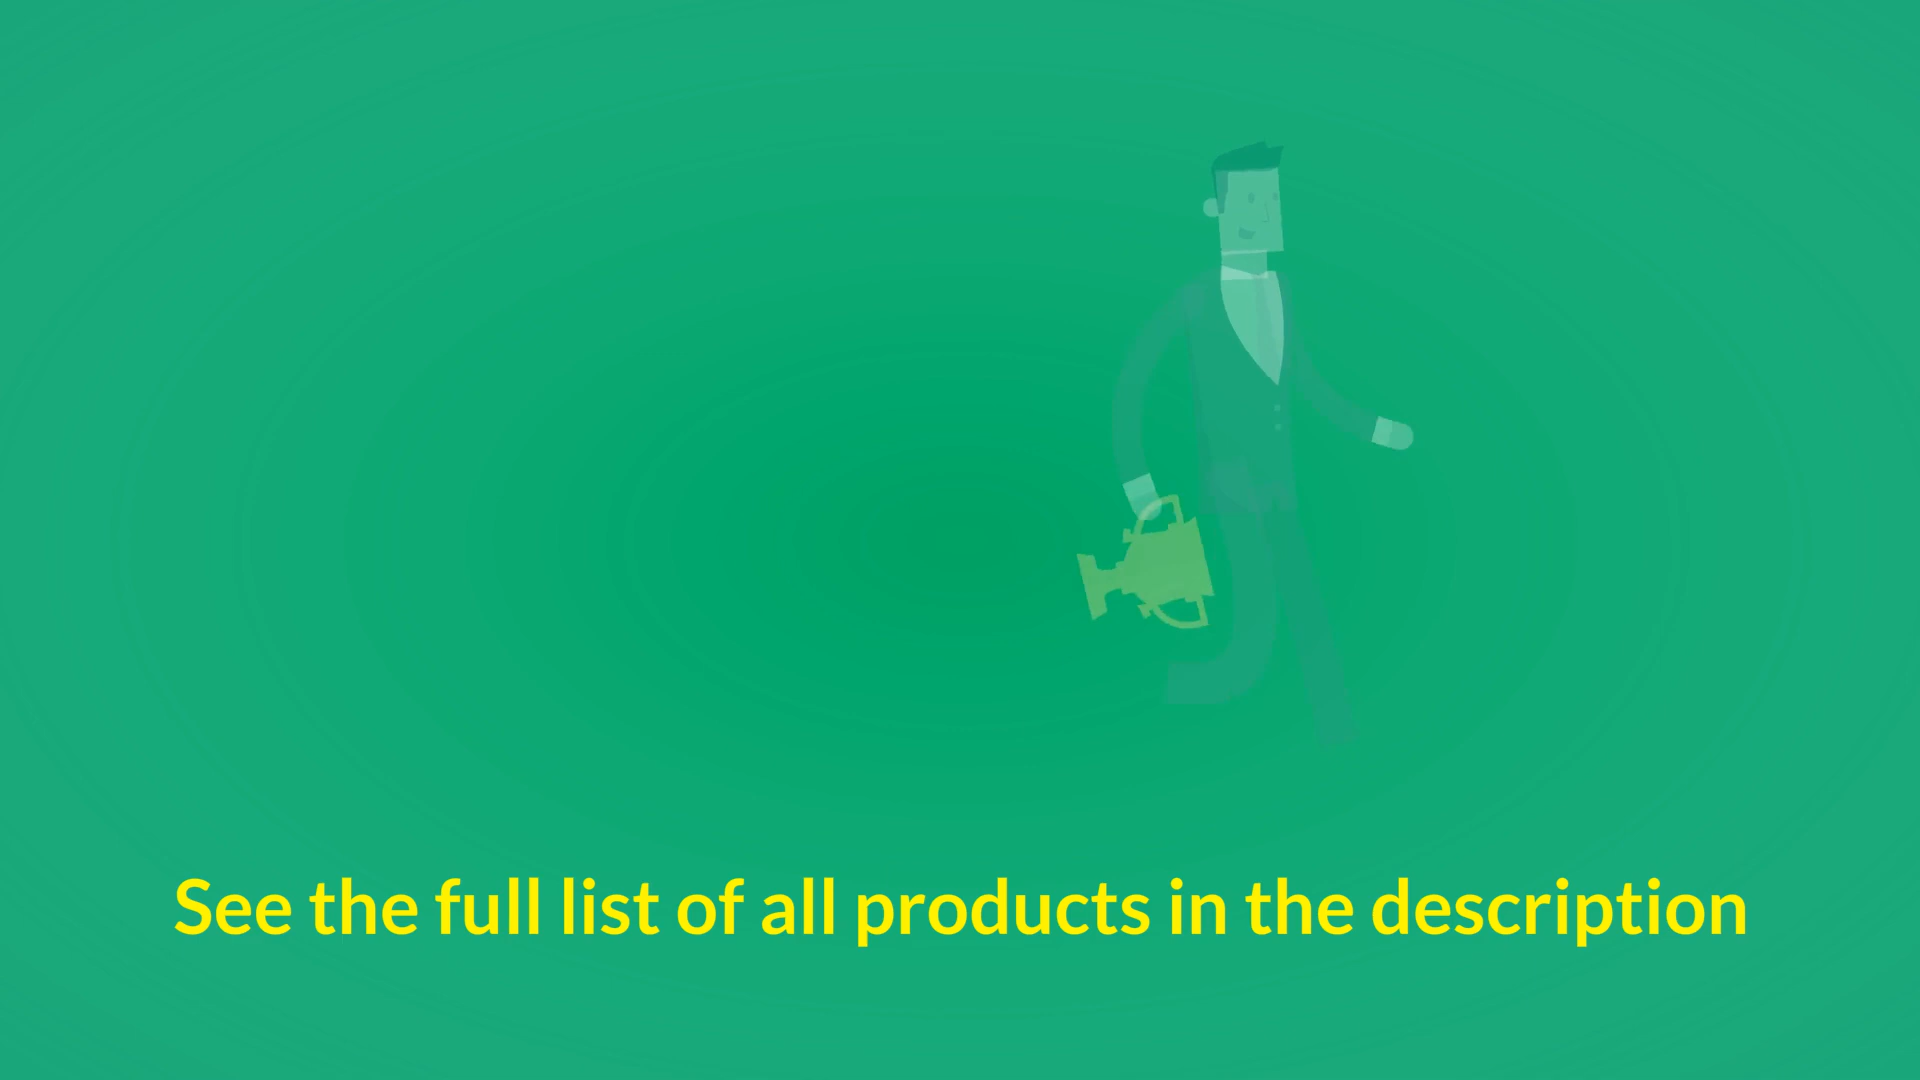 See the full list of all products in the description